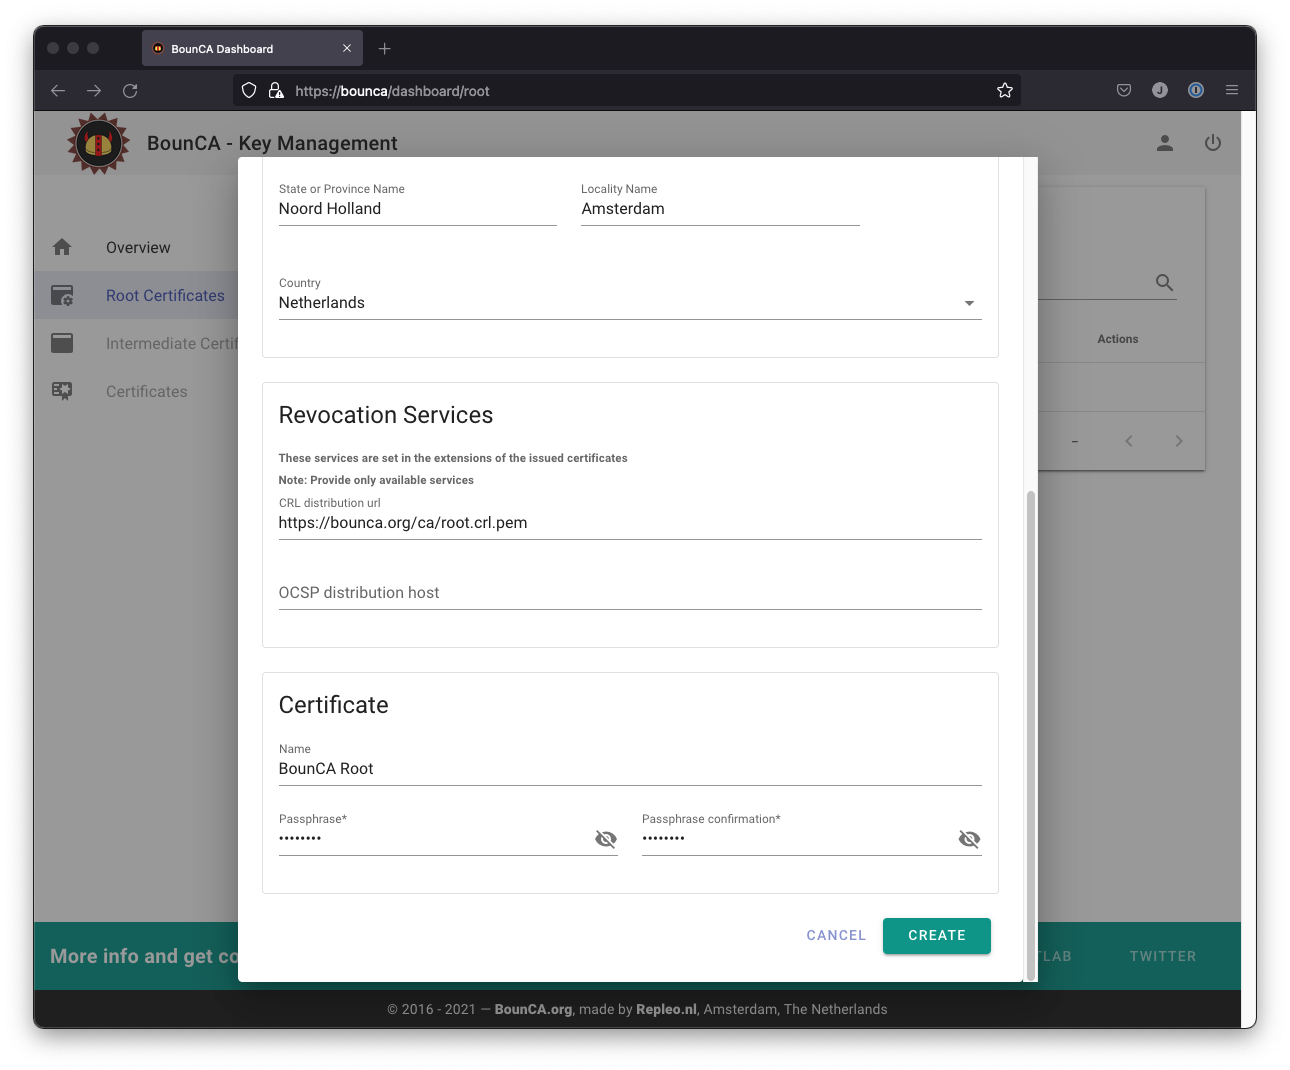 BounCA Dashboard
https://bounca/dashboard/root
BounCA - Key Management
Overview
Root Certificates
Intermediate Certif
Certificates
State or Province Name
Noord Holland
Locality Name
Amsterdam
Country
Netherlands
Revocation Services
These services are set in the extensions of the issued certificates
Note: Provide only available services
CRL distribution url
https://bounca.org/ca/root.crl.pem
OCSP distribution host
Certificate
Name
BounCA Root
Passphrase*
••••••••
Passphrase confirmation*
••••••••
CANCEL
CREATE
Actions
–
More info and get co
TLAB
TWITTER
© 2016 - 2021 — BounCA.org, made by Repleo.nl, Amsterdam, The Netherlands